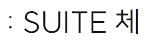 : SUITE 체